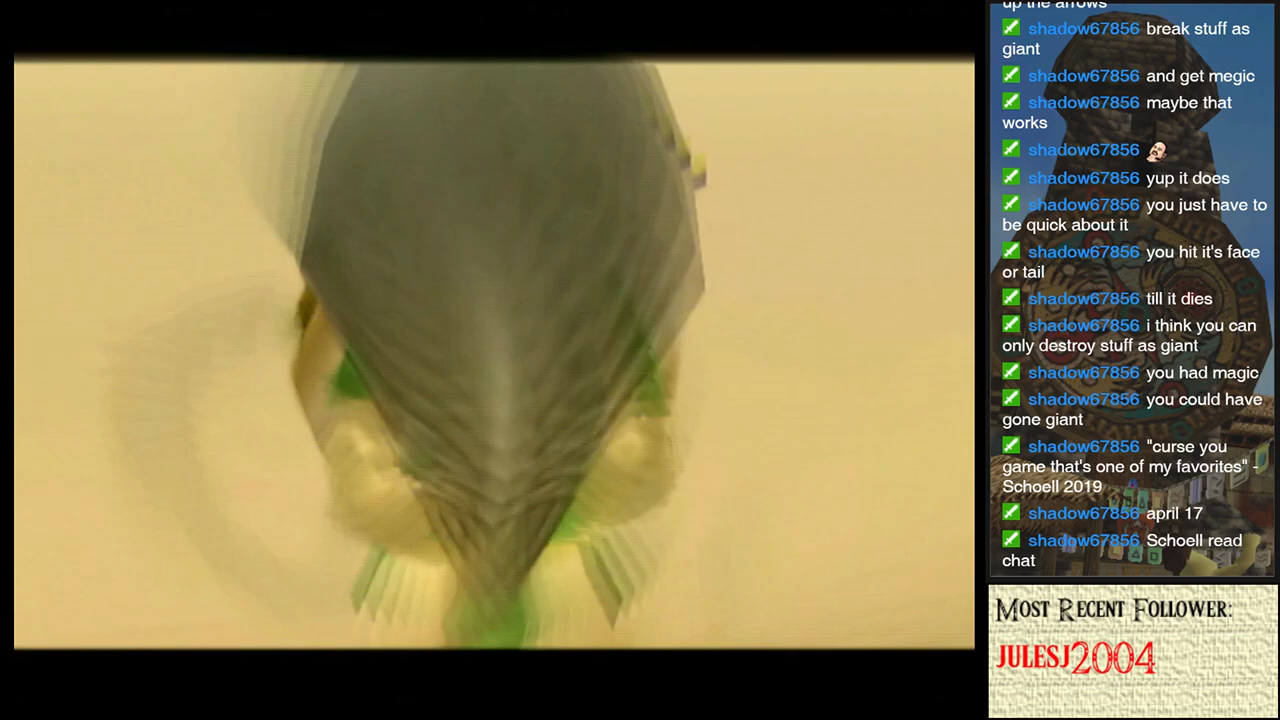 up the arrows
shadow67856 break stuff as
giant
shadow67856 and get megic
shadow67856 maybe that
works
shadow67856
shadow67856 yup it does
shadow67856 you just have to
be quick about it
shadow67856 you hit it's face
or tail
shadow67856 till it dies
shadow67856 i think you can
only destroy stuff as giant
shadow67856 you had magic
shadow67856 you could have
gone giant
shadow67856 "curse you
game that's one of my favorites" -
Schoell 2019
shadow67856 april 17
shadow67856 Schoell read
chat
Most Recent Follower:
julesj2004